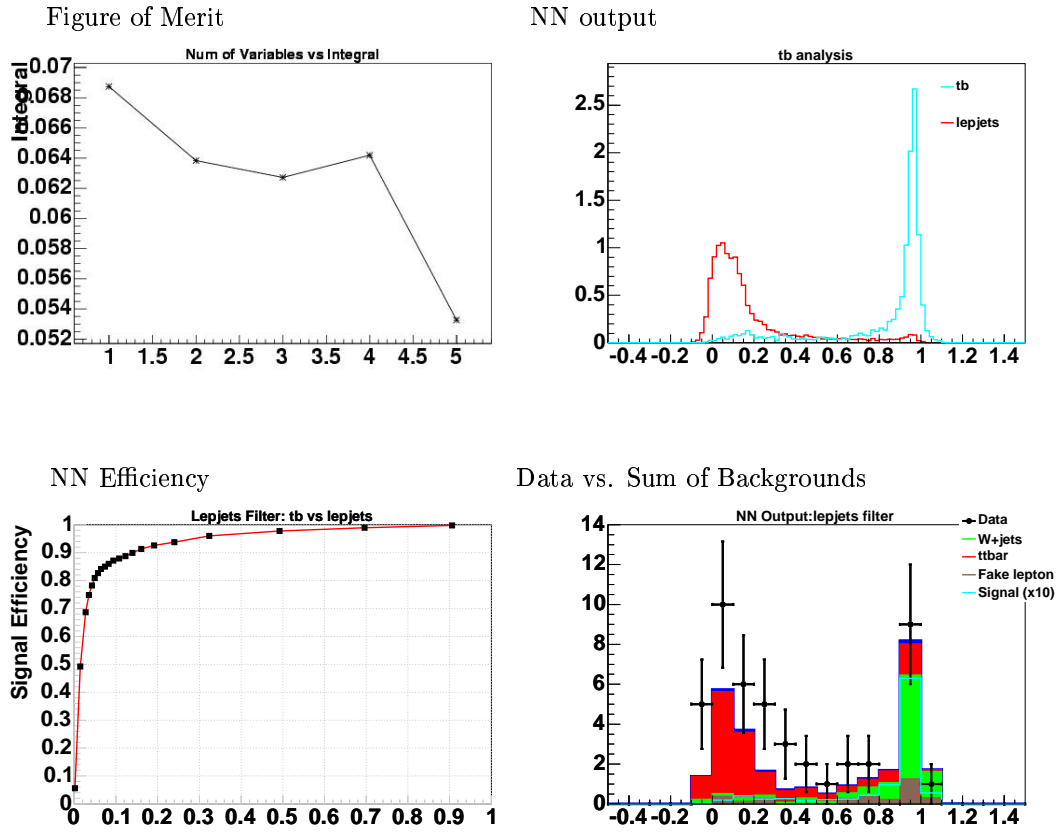 Figure of Merit
Num of Variables vs Integral
Integral
0.07
0.068
0.066
0.064
0.062
0.06
0.058
0.056
0.054
0.052
1 1.5 2 2.5 3 3.5 4 4.5 5
NN output
tb analysis
tb
lepjets
2.5
2
1.5
1
0.5
0
-0.4 -0.2 0 0.2 0.4 0.6 0.8 1 1.2 1.4
NN Efficiency
Lepjets Filter: tb vs lepjets
Signal Efficiency
1
0.9
0.8
0.7
0.6
0.5
0.4
0.3
0.2
0.1
0
0 0.1 0.2 0.3 0.4 0.5 0.6 0.7 0.8 0.9 1
Data vs. Sum of Backgrounds
NN Output:lepjets filter
Data
W+jets
ttbar
Fake lepton
Signal (x10)
14
12
10
8
6
4
2
0
-0.4 -0.2 0 0.2 0.4 0.6 0.8 1 1.2 1.4